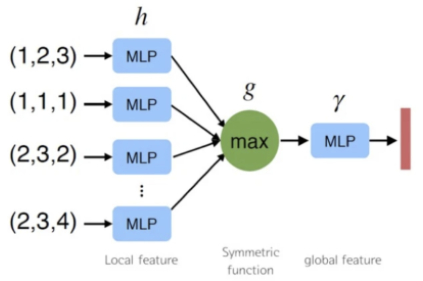 h
(1,2,3) MLP
(1,1,1) MLP
g
γ
(2,3,2) MLP
max
MLP
(2,3,4) MLP
Local feature
Symmetric
function
global feature